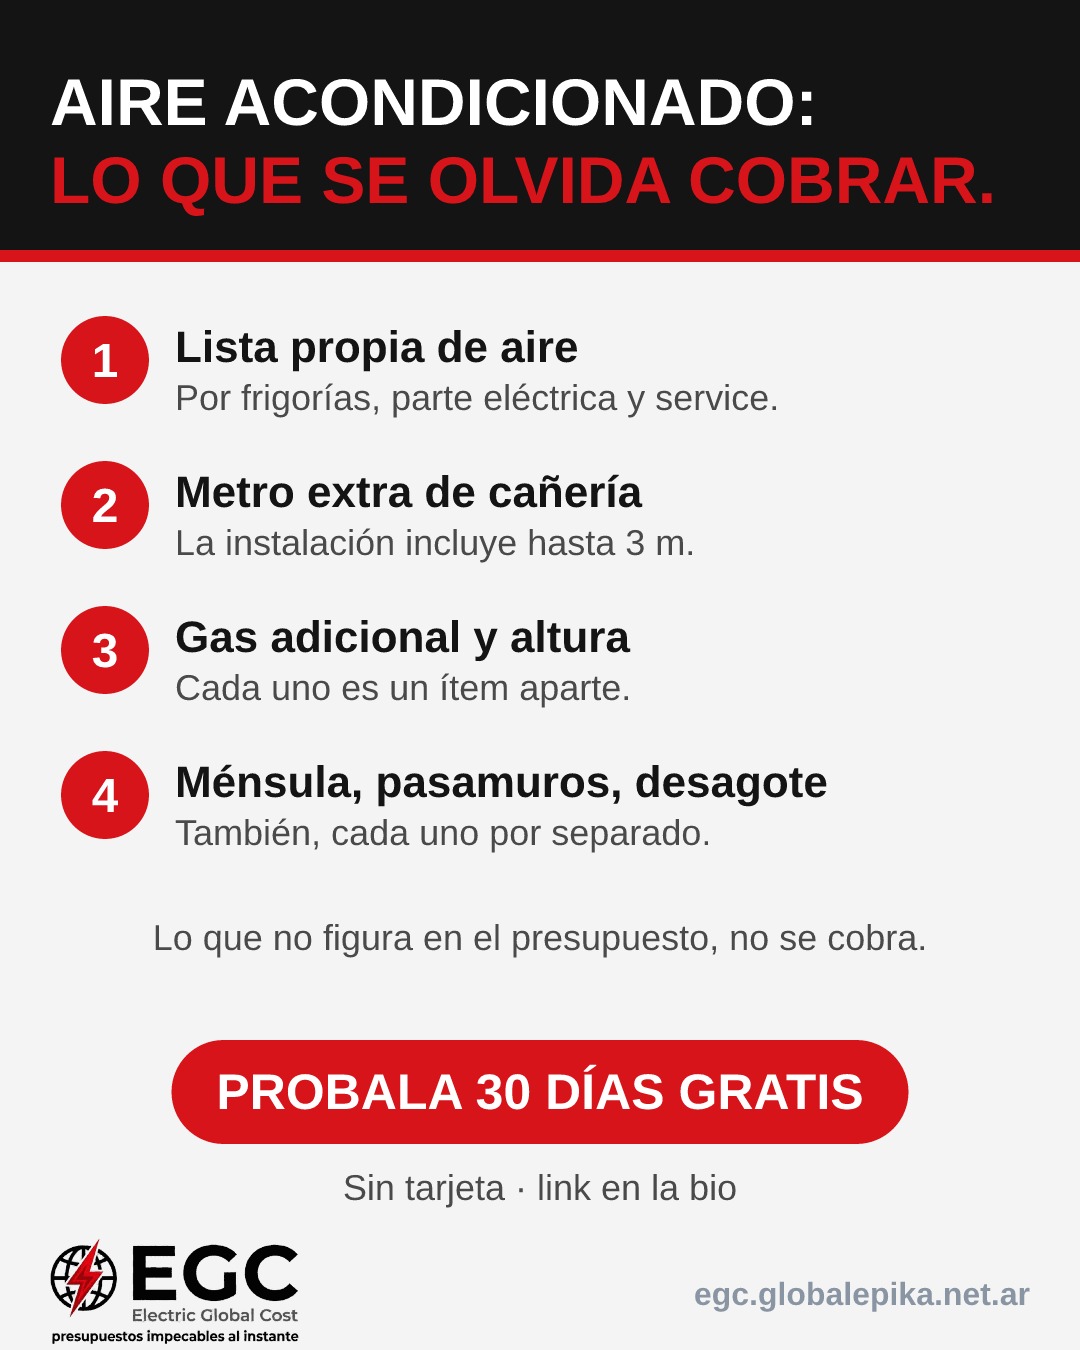 AIRE ACONDICIONADO:
LO QUE SE OLVIDA COBRAR.
1
Lista propia de aire
Por frigorías, parte eléctrica y service.
2
Metro extra de cañería
La instalación incluye hasta 3 m.
3
Gas adicional y altura
Cada uno es un ítem aparte.
4
Ménsula, pasamuros, desagote
También, cada uno por separado.
Lo que no figura en el presupuesto, no se cobra.
PROBALA 30 DÍAS GRATIS
Sin tarjeta · link en la bio
EGC
Electric Global Cost
presupuestos impecables al instante
egc.globalepika.net.ar